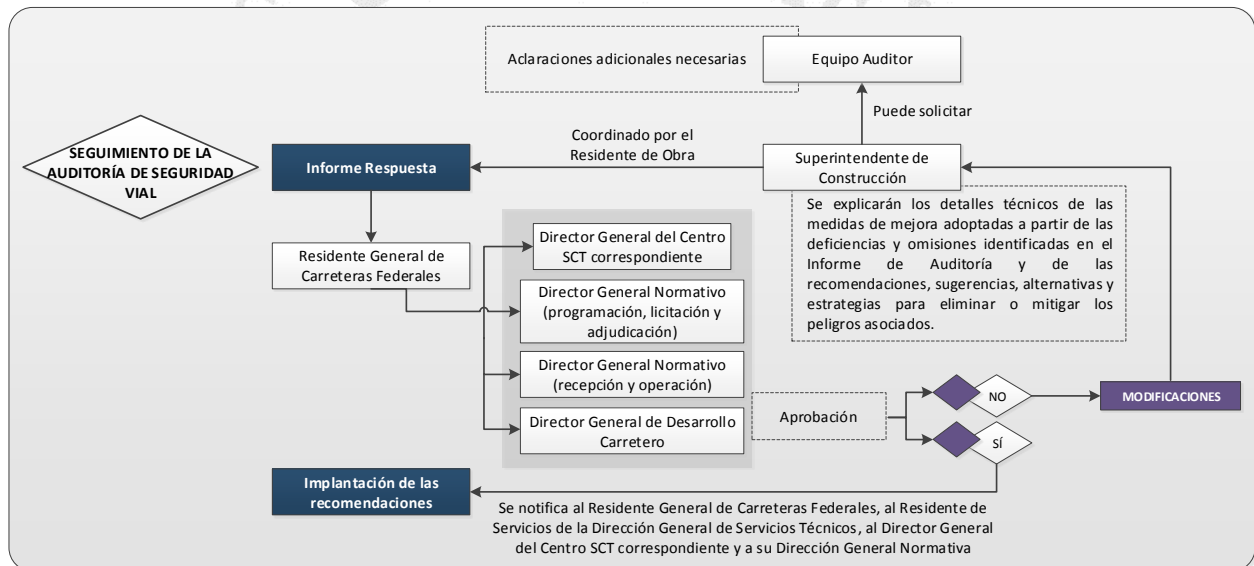 Aclaraciones adicionales necesarias
Equipo Auditor
Puede solicitar
SEGUIMIENTO DE LA
AUDITORÍA DE SEGURIDAD
VIAL
Informe Respuesta
Coordinado por el
Residente de Obra
Superintendente de
Construcción
Se explicarán los detalles técnicos de las
medidas de mejora adoptadas a partir de las
deficiencias y omisiones identificadas en el
Informe de Auditoría y de las
recomendaciones, sugerencias, alternativas y
estrategias para eliminar o mitigar los
peligros asociados.
Residente General de
Carreteras Federales
Director General del Centro
SCT correspondiente
Director General Normativo
(programación, licitación y
adjudicación)
Director General Normativo
(recepción y operación)
Director General de Desarrollo
Carretero
Aprobación
NO
SÍ
MODIFICACIONES
Implantación de las
recomendaciones
Se notifica al Residente General de Carreteras Federales, al Residente de
Servicios de la Dirección General de Servicios Técnicos, al Director General
del Centro SCT correspondiente y a su Dirección General Normativa